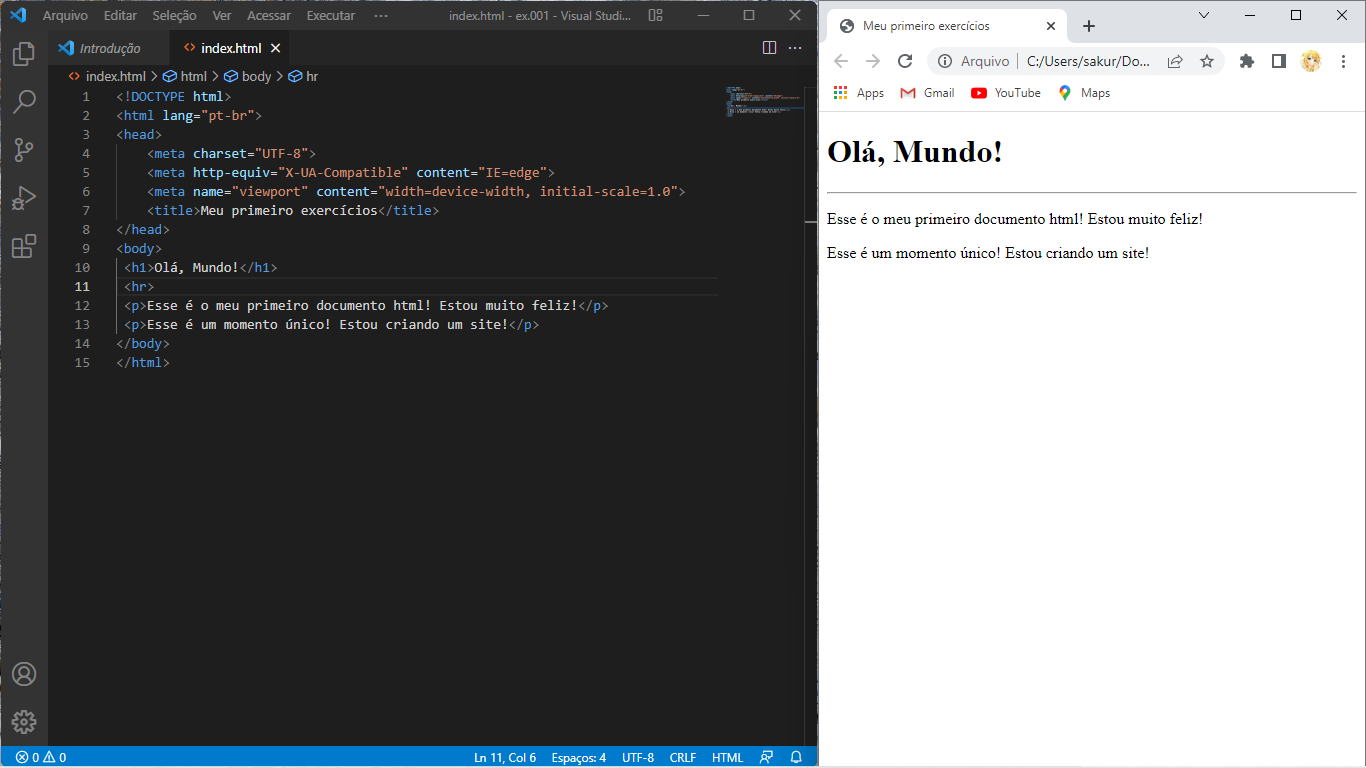 Arquivo Editar Seleção Ver Acessar Executar ··· index.html - ex.001 - Visual Studi...
Introdução index.html
index.html > html > body > hr
1 <!DOCTYPE html>
2 <html lang="pt-br">
3 <head>
4 <meta charset="UTF-8">
5 <meta http-equiv="X-UA-Compatible" content="IE=edge">
6 <meta name="viewport" content="width=device-width, initial-scale=1.0">
7 <title>Meu primeiro exercícios</title>
8 </head>
9 <body>
10 <h1>Olá, Mundo!</h1>
11 <hr>
12 <p>Esse é o meu primeiro documento html! Estou muito feliz!</p>
13 <p>Esse é um momento único! Estou criando um site!</p>
14 </body>
15 </html>
0 0 Ln 11, Col 6 Espaços: 4 UTF-8 CRLF HTML
Meu primeiro exercícios
Arquivo | C:/Users/sakur/Do...
Apps Gmail YouTube Maps
Olá, Mundo!
Esse é o meu primeiro documento html! Estou muito feliz!
Esse é um momento único! Estou criando um site!